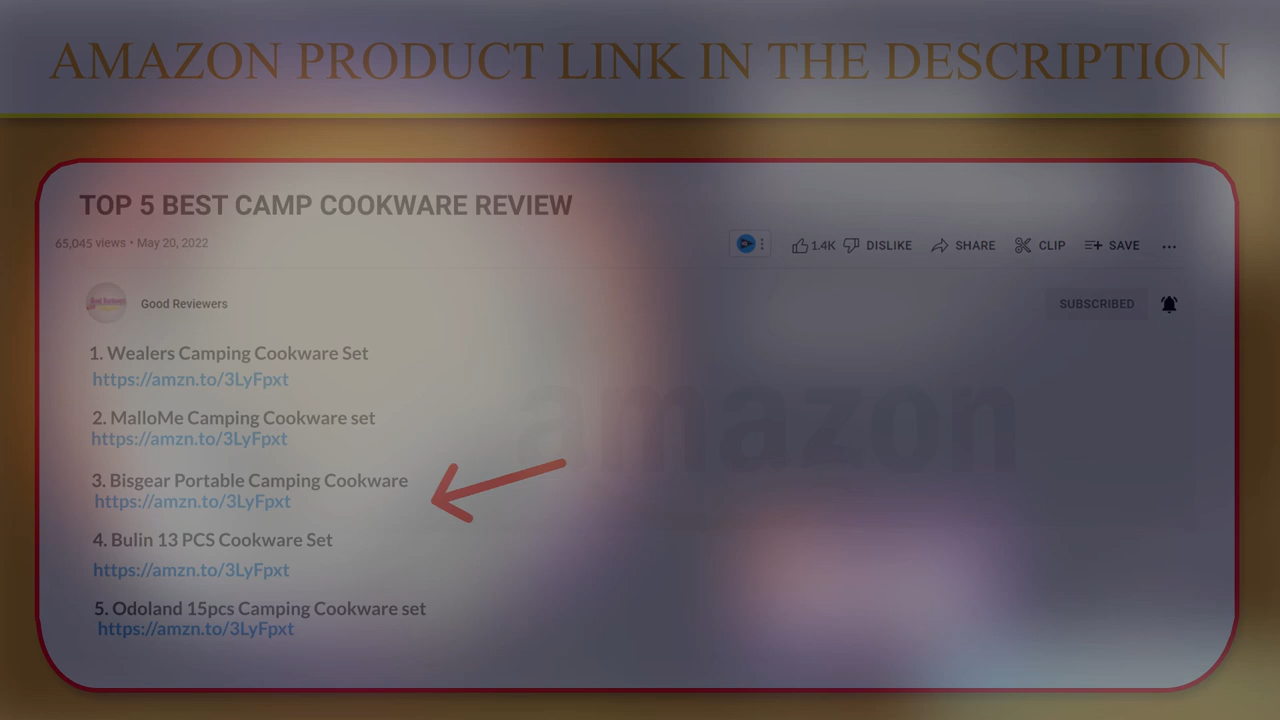 AMAZON PRODUCT LINK IN THE DESCRIPTION
TOP 5 BEST CAMP COOKWARE REVIEW
65,045 views • May 20, 2022
1.4K DISLIKE SHARE CLIP SAVE ...
Good Reviewers
SUBSCRIBED
1. Wealers Camping Cookware Set
https://amzn.to/3LyFpxt
2. MalloMe Camping Cookware set
https://amzn.to/3LyFpxt
amazon
3. Bisgear Portable Camping Cookware
https://amzn.to/3LyFpxt
4. Bulin 13 PCS Cookware Set
https://amzn.to/3LyFpxt
5. Odoland 15pcs Camping Cookware set
https://amzn.to/3LyFpxt